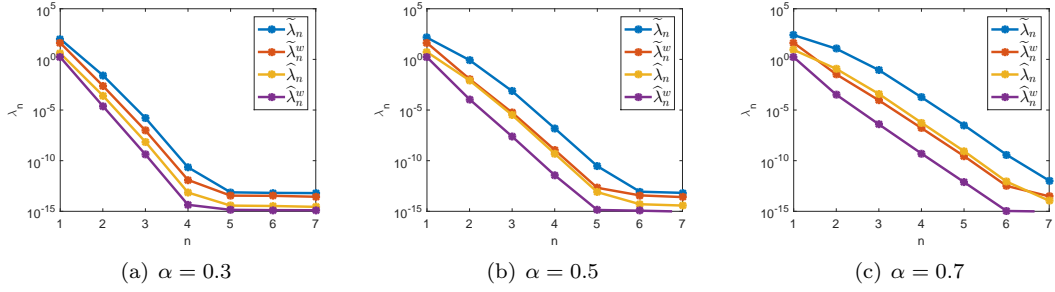 10^5
10^0
10^-5
10^-10
10^-15
λ_n
1 2 3 4 5 6 7
n
λ̃_n
λ̃_n^w
λ̂_n
λ̂_n^w
(a) α = 0.3
10^5
10^0
10^-5
10^-10
10^-15
λ_n
1 2 3 4 5 6 7
n
λ̃_n
λ̃_n^w
λ̂_n
λ̂_n^w
(b) α = 0.5
10^5
10^0
10^-5
10^-10
10^-15
λ_n
1 2 3 4 5 6 7
n
λ̃_n
λ̃_n^w
λ̂_n
λ̂_n^w
(c) α = 0.7